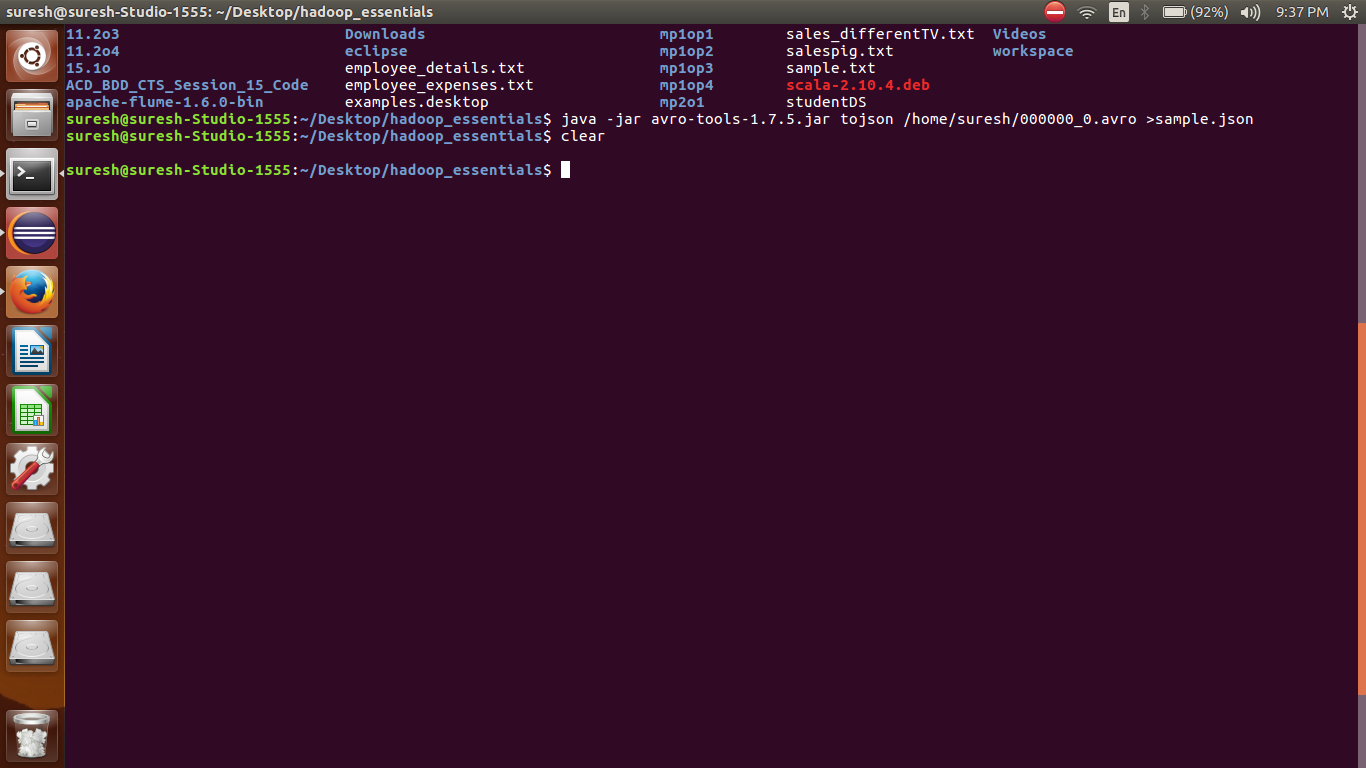 suresh@suresh-Studio-1555: ~/Desktop/hadoop_essentials En (92%) 9:37 PM
11.2o3 Downloads mp1op1 sales_differentTV.txt Videos
11.2o4 eclipse mp1op2 salespig.txt workspace
15.1o employee_details.txt mp1op3 sample.txt
ACD_BDD_CTS_Session_15_Code employee_expenses.txt mp1op4 scala-2.10.4.deb
apache-flume-1.6.0-bin examples.desktop mp2o1 studentDS
suresh@suresh-Studio-1555:~/Desktop/hadoop_essentials$ java -jar avro-tools-1.7.5.jar tojson /home/suresh/000000_0.avro >sample.json
suresh@suresh-Studio-1555:~/Desktop/hadoop_essentials$ clear
suresh@suresh-Studio-1555:~/Desktop/hadoop_essentials$